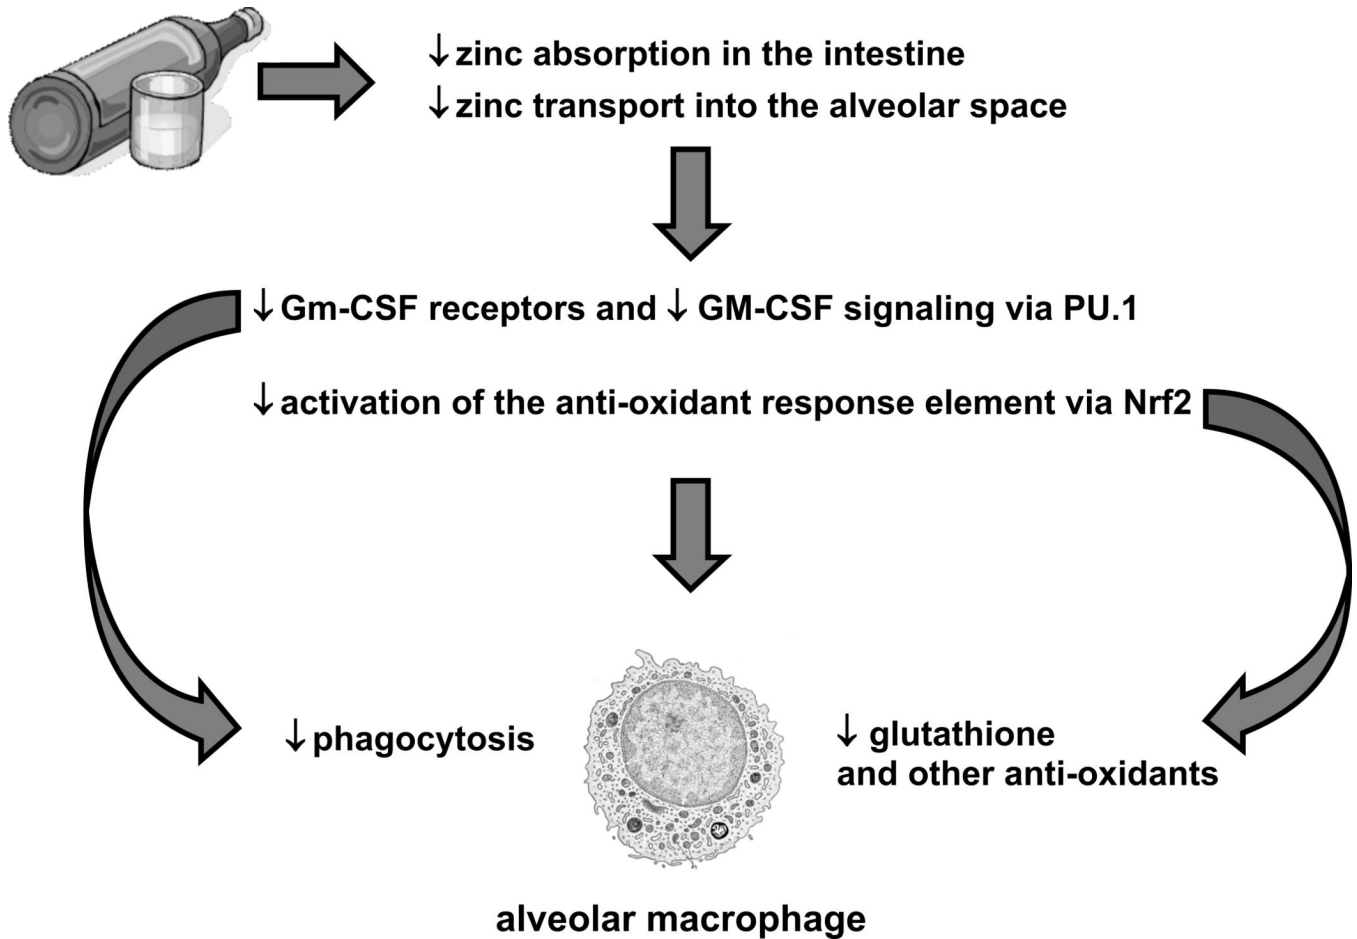 ↓zinc absorption in the intestine
↓zinc transport into the alveolar space
↓Gm-CSF receptors and ↓ GM-CSF signaling via PU.1
↓activation of the anti-oxidant response element via Nrf2
↓phagocytosis
↓ glutathione
and other anti-oxidants
alveolar macrophage